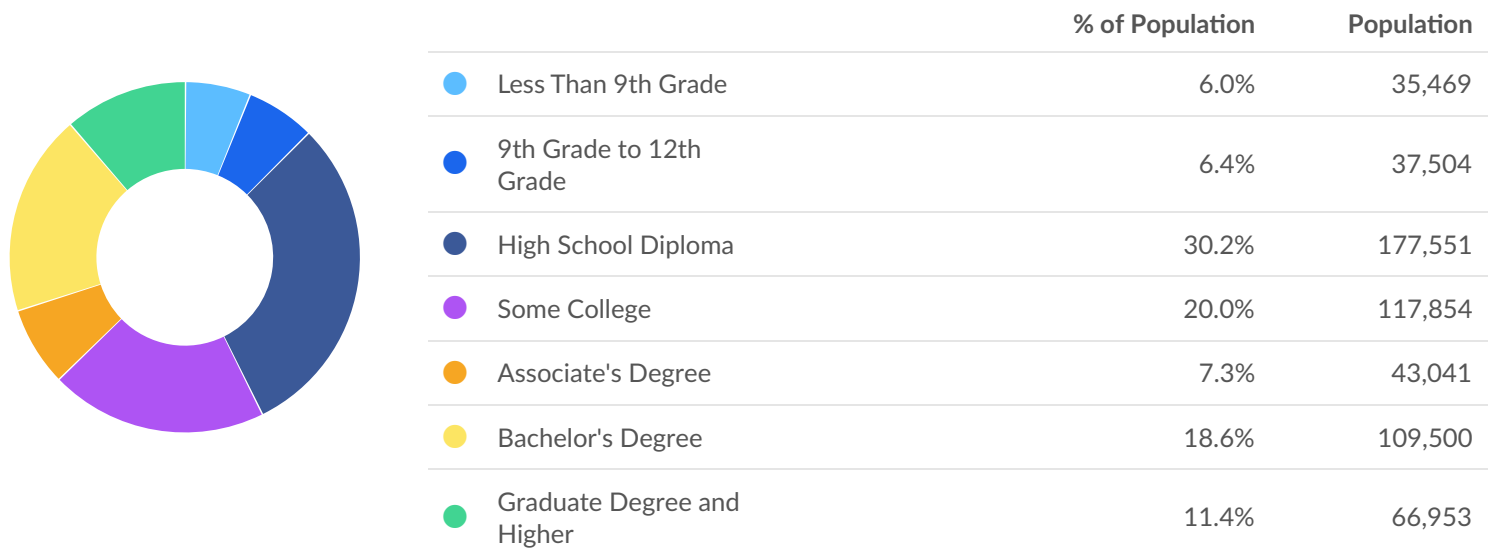 % of Population Population
Less Than 9th Grade 6.0% 35,469
9th Grade to 12th
Grade 6.4% 37,504
High School Diploma 30.2% 177,551
Some College 20.0% 117,854
Associate's Degree 7.3% 43,041
Bachelor's Degree 18.6% 109,500
Graduate Degree and
Higher 11.4% 66,953